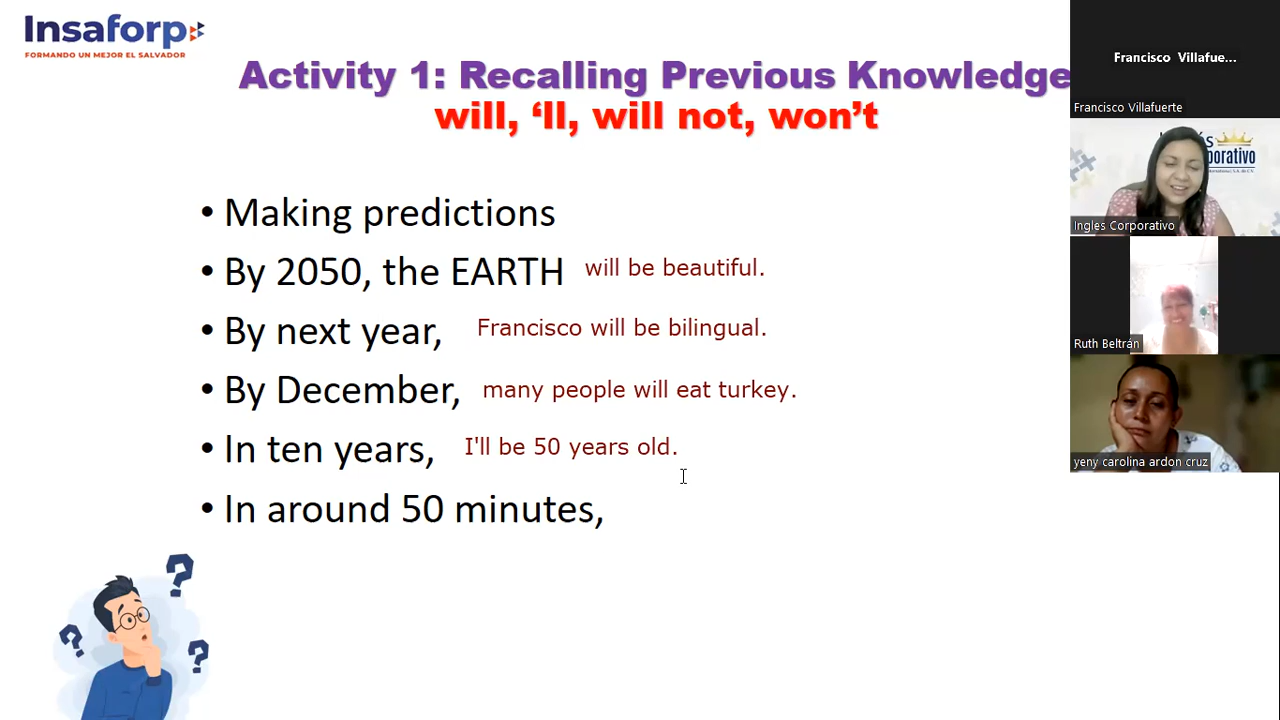 Insaforp
FORMANDO UN MEJOR EL SALVADOR
Activity 1: Recalling Previous Knowledge
will, ‘ll, will not, won’t
• Making predictions
• By 2050, the EARTH will be beautiful.
• By next year, Francisco will be bilingual.
• By December, many people will eat turkey.
• In ten years, I'll be 50 years old.
• In around 50 minutes,
? ? ?
Francisco Villafue...
Francisco Villafuerte
porativo
Ingles Corporativo
Ruth Beltrán
yeny carolina ardon cruz